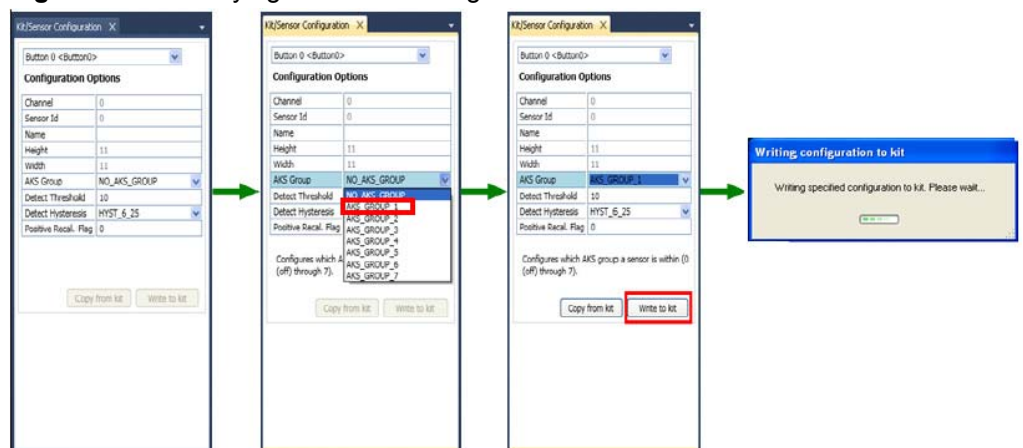 Kit/Sensor Configuration X
Button 0 <Button0>
Configuration Options
Channel 0
Sensor Id 0
Name
Height 11
Width 11
AKS Group NO_AKS_GROUP
Detect Threshold 10
Detect Hysteresis HYST_6_25
Positive Recal. Flag 0
Copy from kit Write to kit
Kit/Sensor Configuration X
Button 0 <Button0>
Configuration Options
Channel 0
Sensor Id 0
Name
Height 11
Width 11
AKS Group NO_AKS_GROUP
Detect Threshold NO_AKS_GROUP
Detect Hysteresis AKS_GROUP_1
AKS_GROUP_2
Positive Recal. Flag AKS_GROUP_3
AKS_GROUP_4
AKS_GROUP_5
AKS_GROUP_6
AKS_GROUP_7
Configures which A
(off) through 7).
Copy from kit Write to kit
Kit/Sensor Configuration X
Button 0 <Button0>
Configuration Options
Channel 0
Sensor Id 0
Name
Height 11
Width 11
AKS Group AKS_GROUP_1
Detect Threshold 10
Detect Hysteresis HYST_6_25
Positive Recal. Flag 0
Configures which AKS group a sensor is within (0
(off) through 7).
Copy from kit Write to kit
Writing configuration to kit
Writing specified configuration to kit. Please wait...